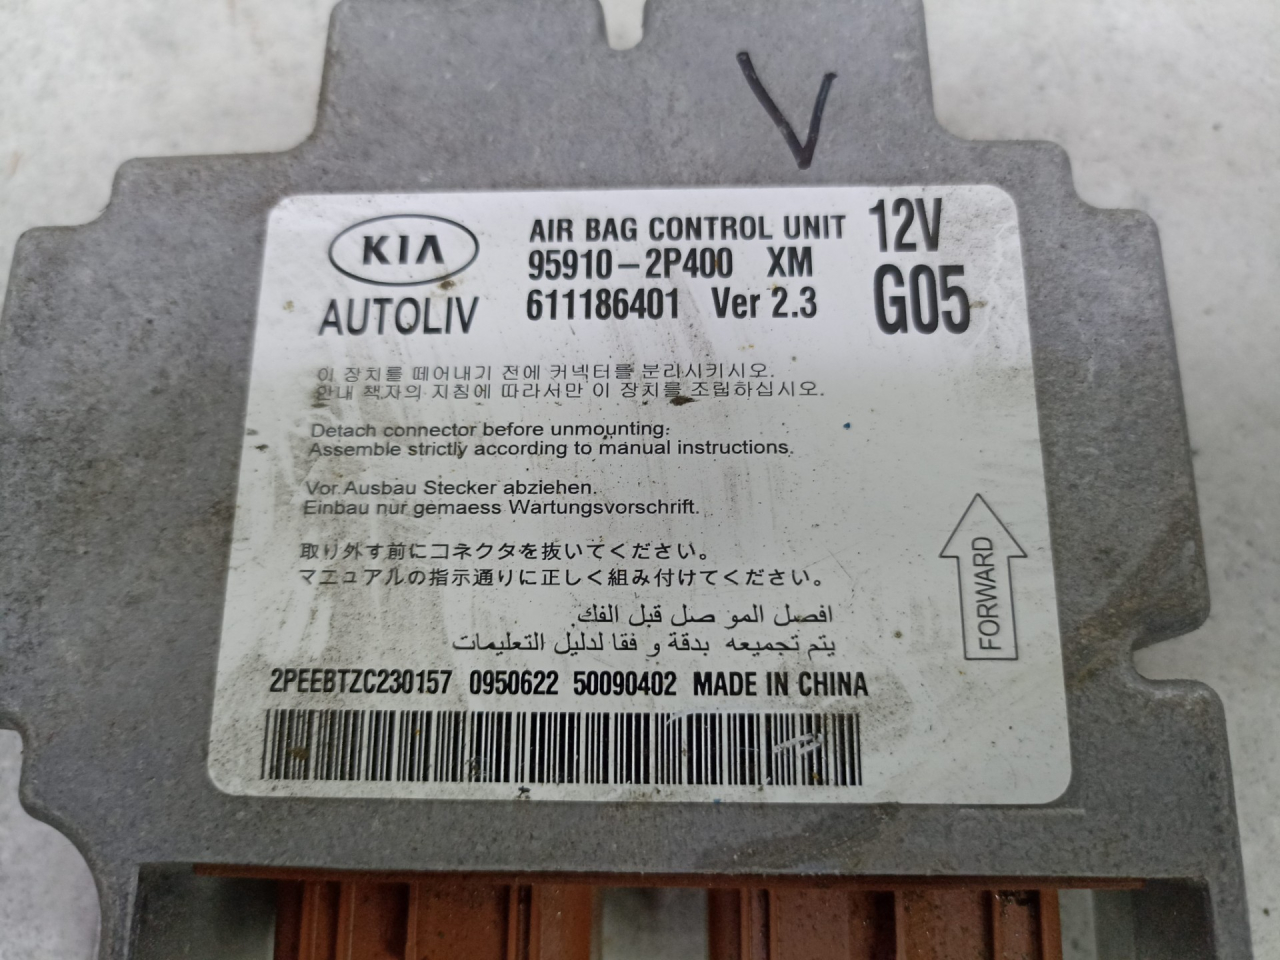 V
KIA
AUTOLIV
AIR BAG CONTROL UNIT
95910-2P400 XM
611186401 Ver 2.3
12V
G05
이 장치를 떼어내기 전에 커넥터를 분리시키시오.
안내 책자의 지침에 따라서만 이 장치를 조립하십시오.
Detach connector before unmounting.
Assemble strictly according to manual instructions.
Vor Ausbau Stecker abziehen.
Einbau nur gemaess Wartungsvorschrift.
取り外す前にコネクタを抜いてください。
マニュアルの指示通りに正しく組み付けてください。
افصل المو صل قبل الفك.
يتم تجميعه بدقة و فقا لدليل التعليمات
FORWARD
2PEEBTZC230157 0950622 50090402 MADE IN CHINA